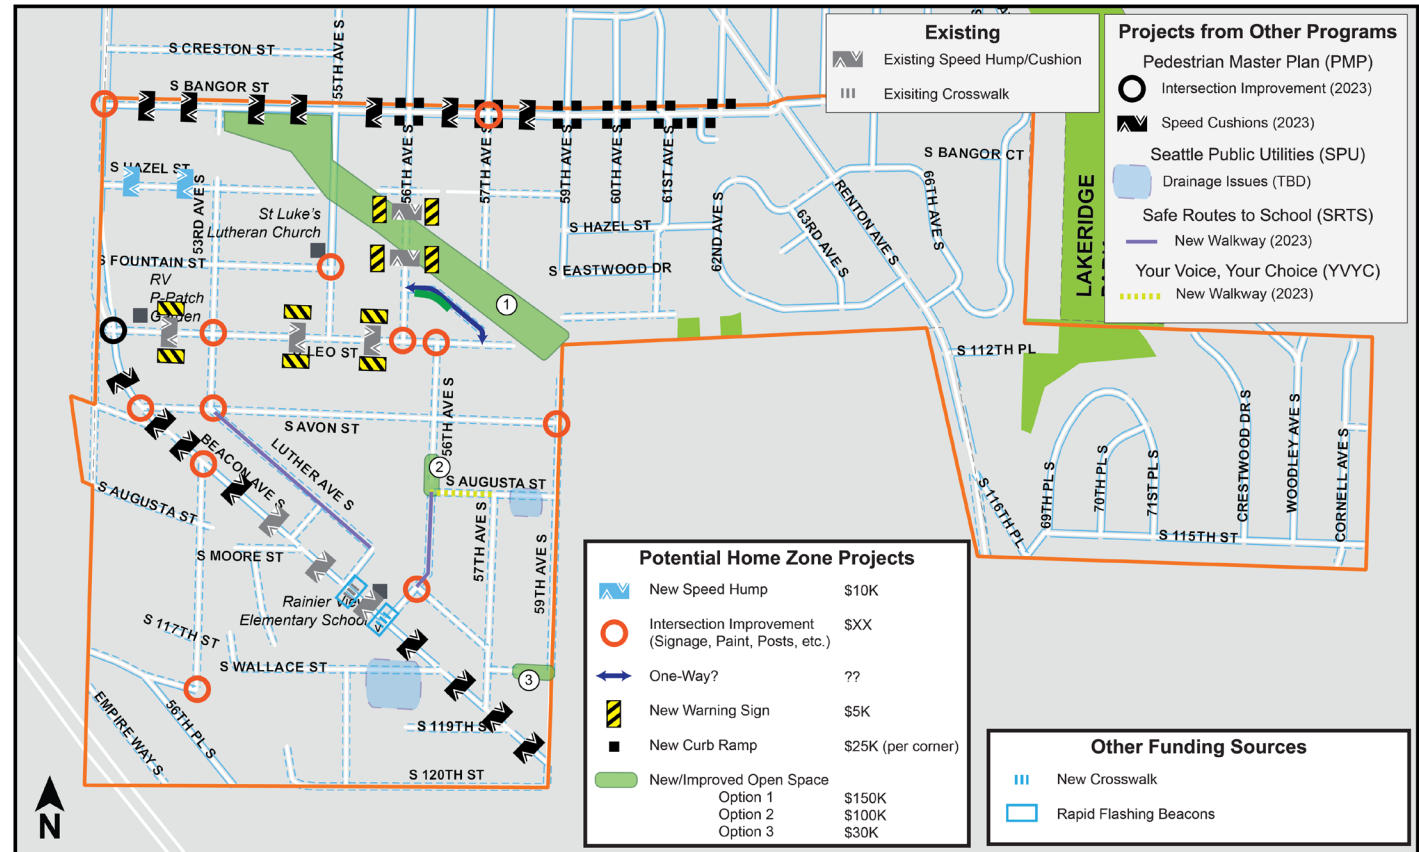 S CRESTON ST
55TH AVE S
S BANGOR ST
S HAZEL ST
53RD AVE S
St Luke's
Lutheran Church
56TH AVE S
57TH AVE S
59TH AVE S
60TH AVE S
61ST AVE S
62ND AVE S
S HAZEL ST
S EASTWOOD DR
63RD AVE S
RENTON AVE S
66TH AVE S
S BANGOR CT
LAKERIDGE
S FOUNTAIN ST
RV
P-Patch
Garden
1
LEO ST
S 112TH PL
S AVON ST
56TH AVE S
BEACON AVE S
LUTHER AVE S
2
S AUGUSTA ST
S AUGUSTA ST
57TH AVE S
59TH AVE S
S MOORE ST
Rainier View
Elementary School
S 117TH ST
S WALLACE ST
3
EMPIRE WAY S
56TH PL S
S 119TH ST
S 120TH ST
S 116TH PL
69TH PL S
70TH PL S
71ST PL S
CRESTWOOD DR S
WOODLEY AVE S
CORNELL AVE S
S 115TH ST
N
Existing
Existing Speed Hump/Cushion
Exisiting Crosswalk
Projects from Other Programs
Pedestrian Master Plan (PMP)
Intersection Improvement (2023)
Speed Cushions (2023)
Seattle Public Utilities (SPU)
Drainage Issues (TBD)
Safe Routes to School (SRTS)
New Walkway (2023)
Your Voice, Your Choice (YVYC)
New Walkway (2023)
Potential Home Zone Projects
New Speed Hump $10K
Intersection Improvement $XX
(Signage, Paint, Posts, etc.)
One-Way? ??
New Warning Sign $5K
New Curb Ramp $25K (per corner)
New/Improved Open Space
Option 1 $150K
Option 2 $100K
Option 3 $30K
Other Funding Sources
New Crosswalk
Rapid Flashing Beacons